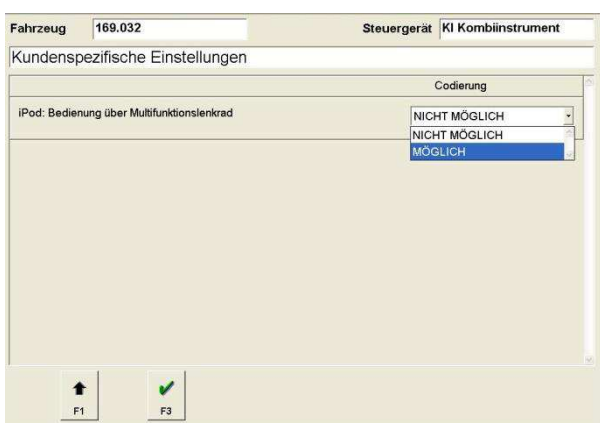 Fahrzeug 169.032 Steuergerät KI Kombiinstrument
Kundenspezifische Einstellungen
Codierung
iPod: Bedienung über Multifunktionslenkrad NICHT MÖGLICH
NICHT MÖGLICH
MÖGLICH
F1 F3